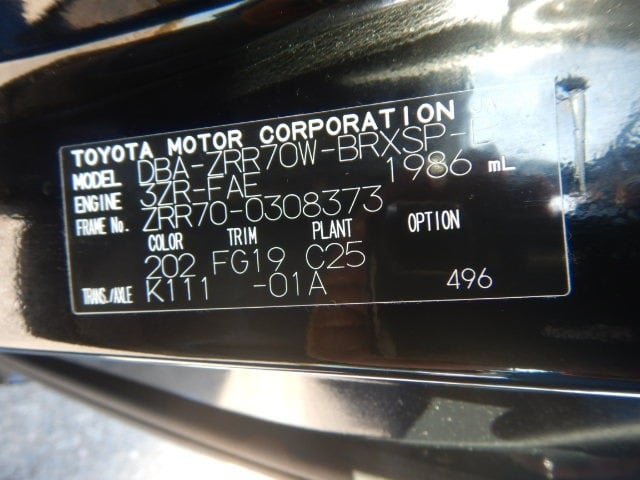 TOYOTA MOTOR CORPORATION
MODEL DBA-ZRR70W-BRXSP-
ENGINE 3ZR-FAE 1986 mL
FRAME No. ZRR70-0308373
COLOR TRIM PLANT OPTION
202 FG19 C25
TRANS./AXLE K111 -01A 496